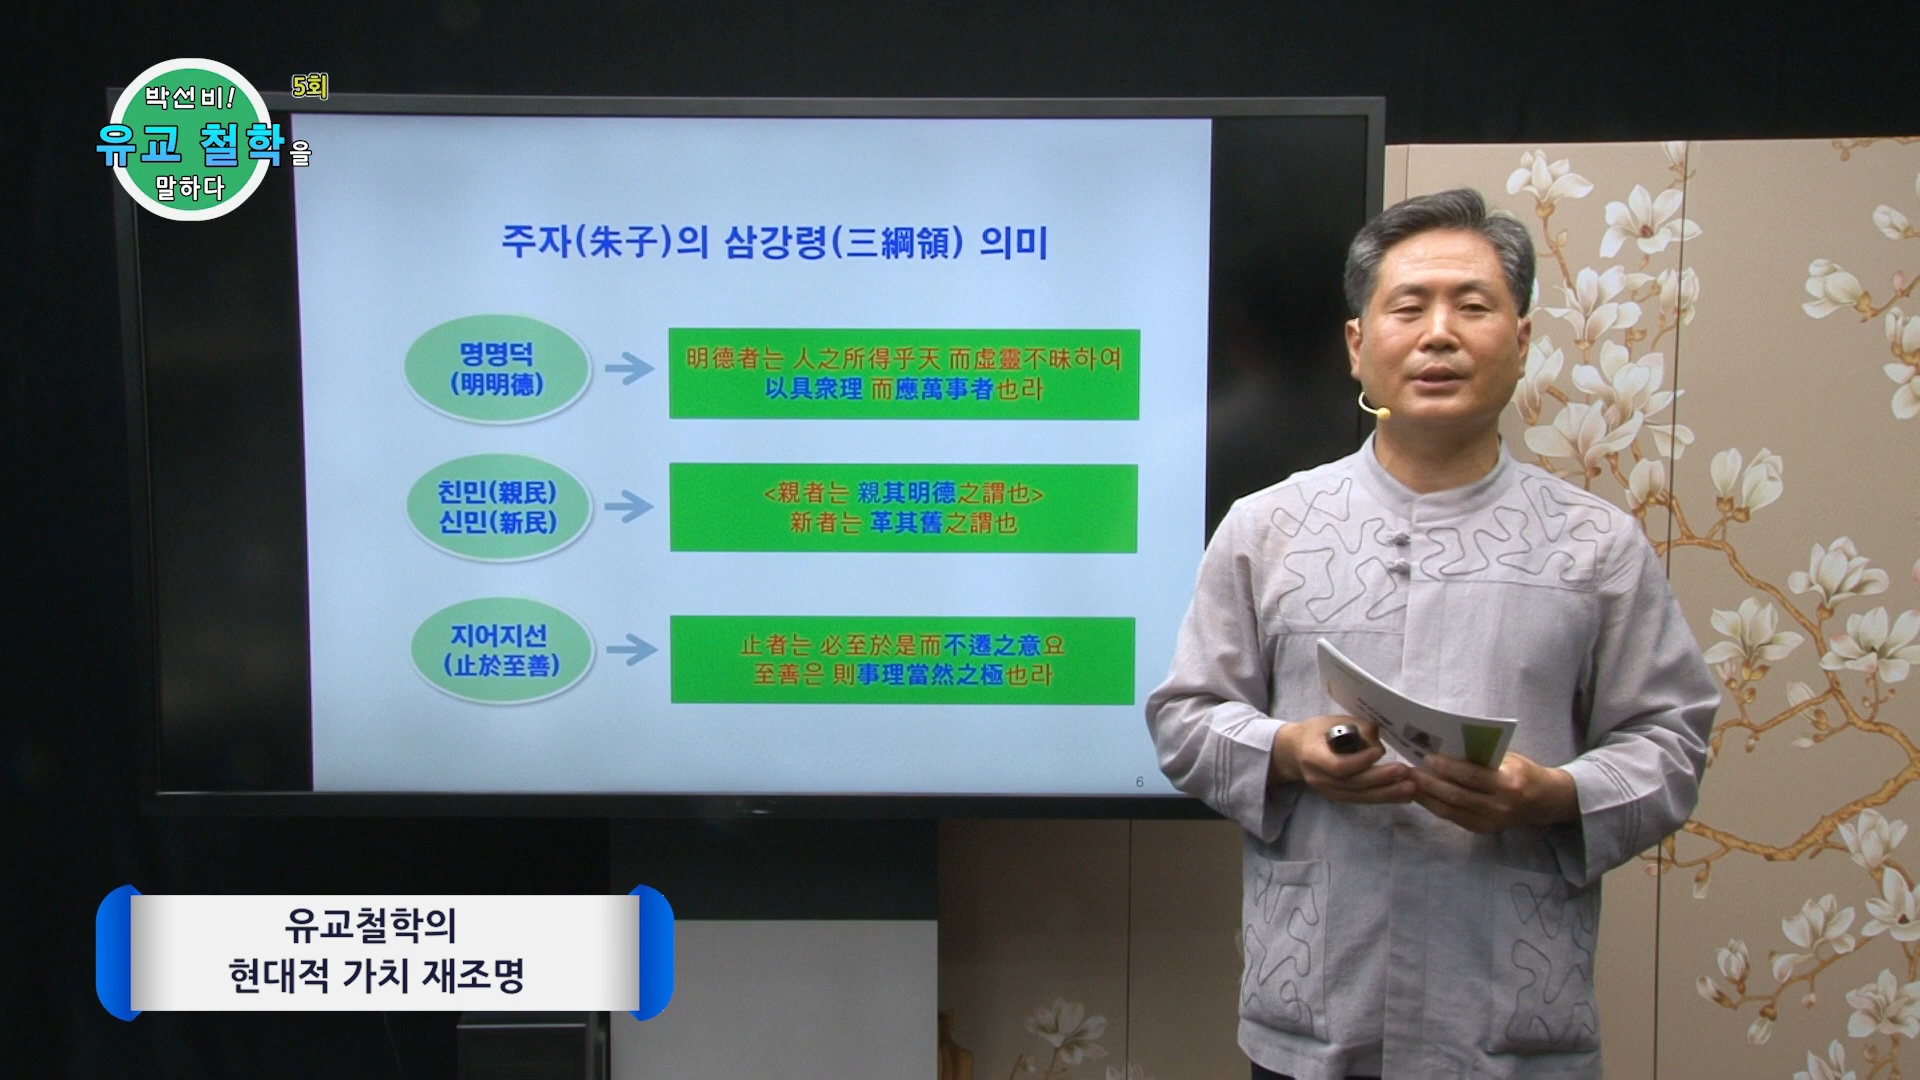 박선비!
유교 철학을
말하다
5회
주자(朱子)의 삼강령(三綱領) 의미
명명덕
(明明德)
明德者는 人之所得乎天 而虛靈不昧하여
以具衆理 而應萬事者也라
친민(親民)
신민(新民)
<親者는 親其明德之謂也>
新者는 革其舊之謂也
지어지선
(止於至善)
止者는 必至於是而不遷之意요
至善은 則事理當然之極也라
6
유교철학의
현대적 가치 재조명